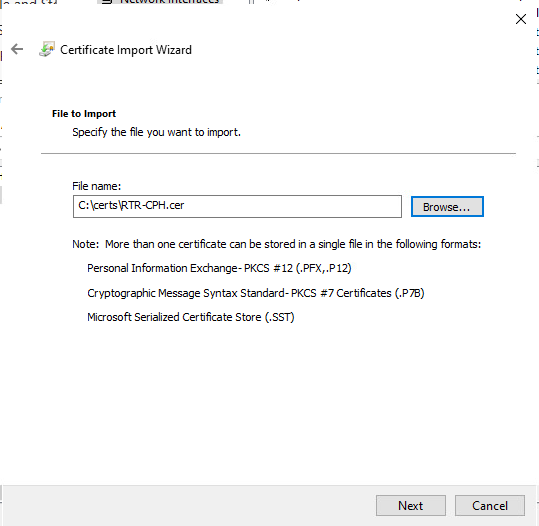 Network Interfaces
Certificate Import Wizard
File to Import
Specify the file you want to import.
File name:
C:\certs\RTR-CPH.cer
Browse...
Note: More than one certificate can be stored in a single file in the following formats:
Personal Information Exchange- PKCS #12 (.PFX,.P12)
Cryptographic Message Syntax Standard- PKCS #7 Certificates (.P7B)
Microsoft Serialized Certificate Store (.SST)
Next
Cancel